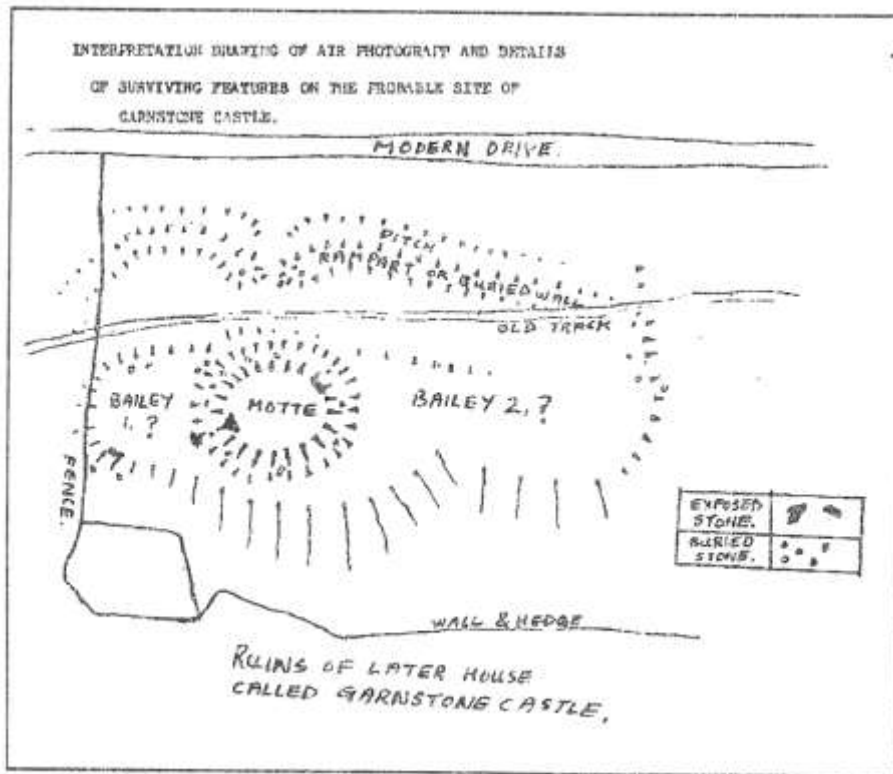 INTERPRETATION DRAWING OF AIR PHOTOGRAPH AND DETAILS
OF SURVIVING FEATURES ON THE PROBABLE SITE OF
GARNSTONE CASTLE.
MODERN DRIVE.
DITCH
RAMPART OR BURIED WALL
OLD TRACK
BAILEY
1. ?
MOTTE
BAILEY 2, ?
FENCE.
EXPOSED
STONE.
BURIED
STONE.
WALL & HEDGE
RUINS OF LATER HOUSE
CALLED GARNSTONE CASTLE.